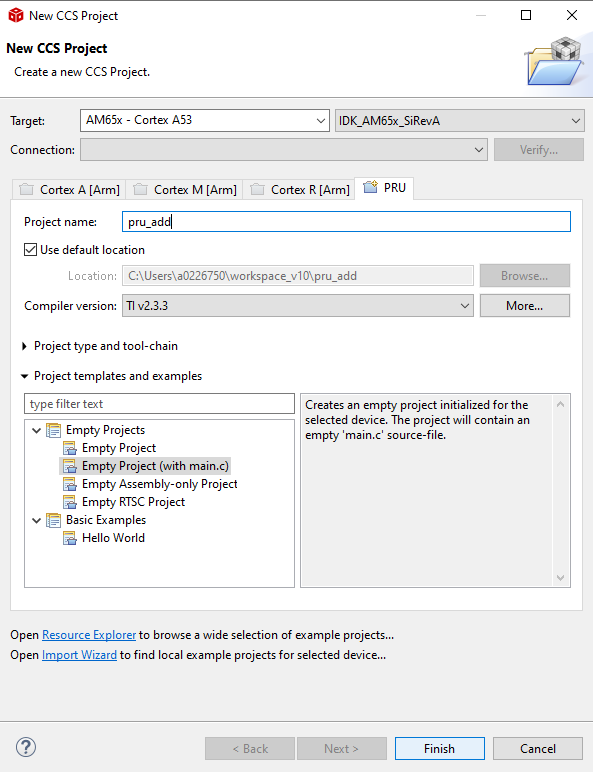 New CCS Project
New CCS Project
Create a new CCS Project.
Target: AM65x - Cortex A53 IDK_AM65x_SiRevA
Connection: Verify...
Cortex A [Arm] Cortex M [Arm] Cortex R [Arm] PRU
Project name: pru_add
Use default location
Location: C:\Users\a0226750\workspace_v10\pru_add Browse...
Compiler version: TI v2.3.3 More...
Project type and tool-chain
Project templates and examples
type filter text
Creates an empty project initialized for the
selected device. The project will contain an
empty 'main.c' source-file.
Empty Projects
Empty Project
Empty Project (with main.c)
Empty Assembly-only Project
Empty RTSC Project
Basic Examples
Hello World
Open Resource Explorer to browse a wide selection of example projects...
Open Import Wizard to find local example projects for selected device...
? < Back Next > Finish Cancel